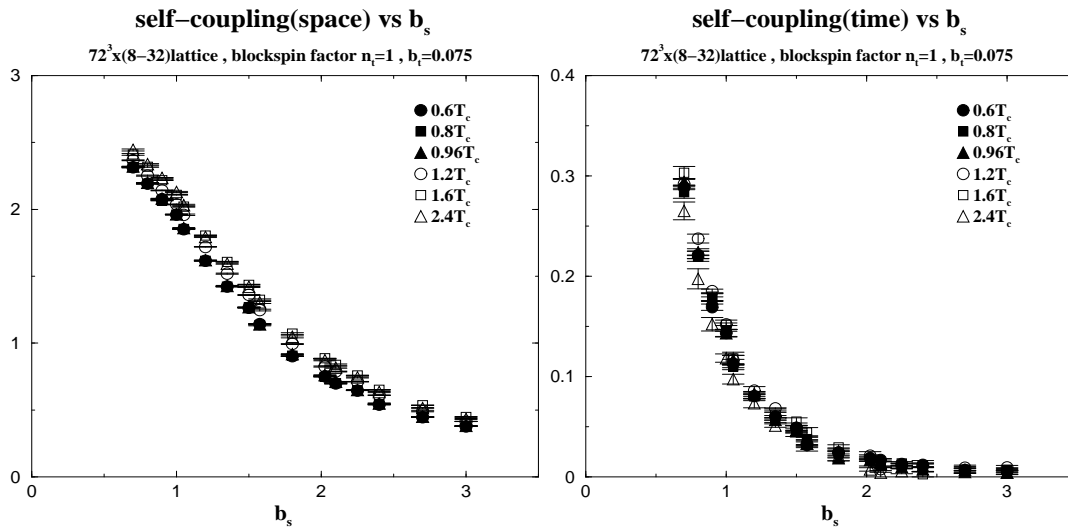 self−coupling(space) vs b_s
72³x(8−32)lattice , blockspin factor n_t=1 , b_t=0.075
3
2
1
0
0 1 2 3
b_s
0.6T_c
0.8T_c
0.96T_c
1.2T_c
1.6T_c
2.4T_c
self−coupling(time) vs b_s
72³x(8−32)lattice , blockspin factor n_t=1 , b_t=0.075
0.4
0.3
0.2
0.1
0
0 1 2 3
b_s
0.6T_c
0.8T_c
0.96T_c
1.2T_c
1.6T_c
2.4T_c